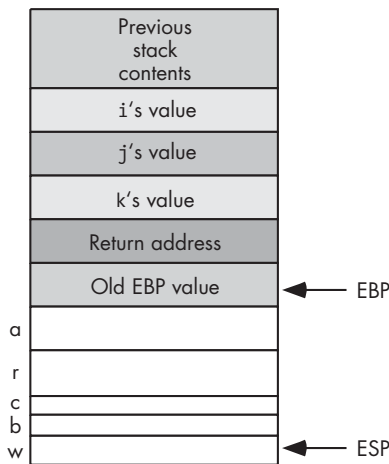 Previous
stack
contents
i‘s value
j‘s value
k‘s value
Return address
Old EBP value
EBP
a
r
c
b
w
ESP